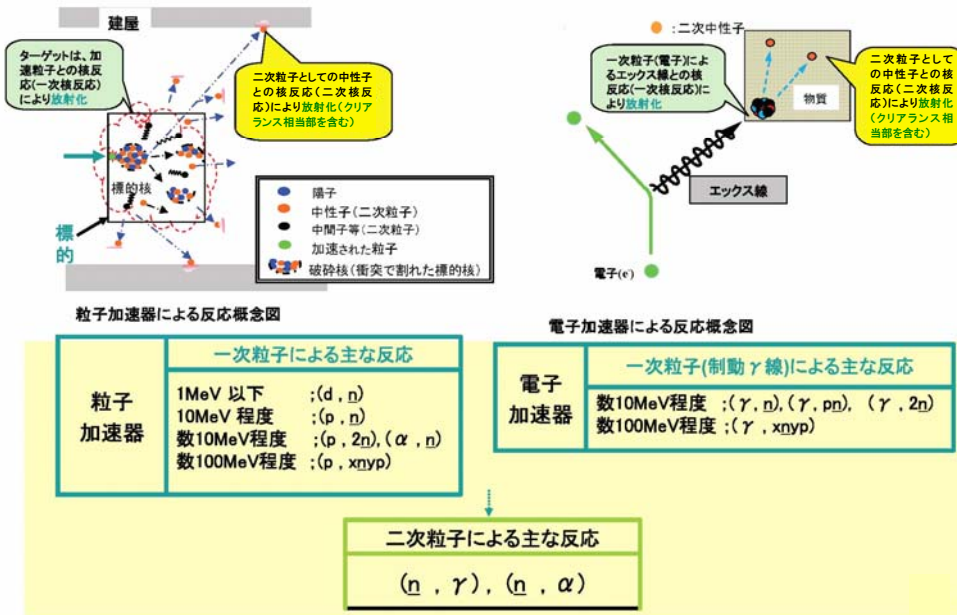 建屋
ターゲットは、加
速粒子との核反
応(一次核反応)
により放射化
二次粒子としての中性子
との核反応(二次核反
応)により放射化(クリア
ランス相当部を含む)
標的核
標
的
陽子
中性子(二次粒子)
中間子等(二次粒子)
加速された粒子
破砕核(衝突で割れた標的核)
粒子加速器による反応概念図
:二次中性子
一次粒子(電子)によ
るエックス線との核
反応(一次核反応)に
より放射化
物質
二次粒子として
の中性子との核
反応(二次核反
応)により放射化
(クリアランス相
当部を含む)
エックス線
電子(e⁻)
電子加速器による反応概念図
粒子
加速器
一次粒子による主な反応
1MeV 以下 ;(d , n)
10MeV 程度 ;(p , n)
数10MeV程度 ;(p , 2n),(α , n)
数100MeV程度 ;(p , xnyp)
電子
加速器
一次粒子(制動γ線)による主な反応
数10MeV程度 ;(γ, n),(γ, pn), (γ , 2n)
数100MeV程度 ;(γ , xnyp)
二次粒子による主な反応
(n , γ) , (n , α)